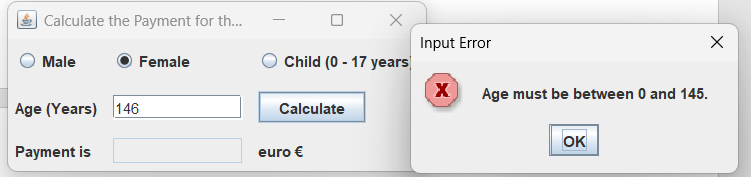 Calculate the Payment for th...
Male Female Child (0 - 17 years)
Age (Years) 146 Calculate
Payment is euro €
Input Error
X
Age must be between 0 and 145.
OK